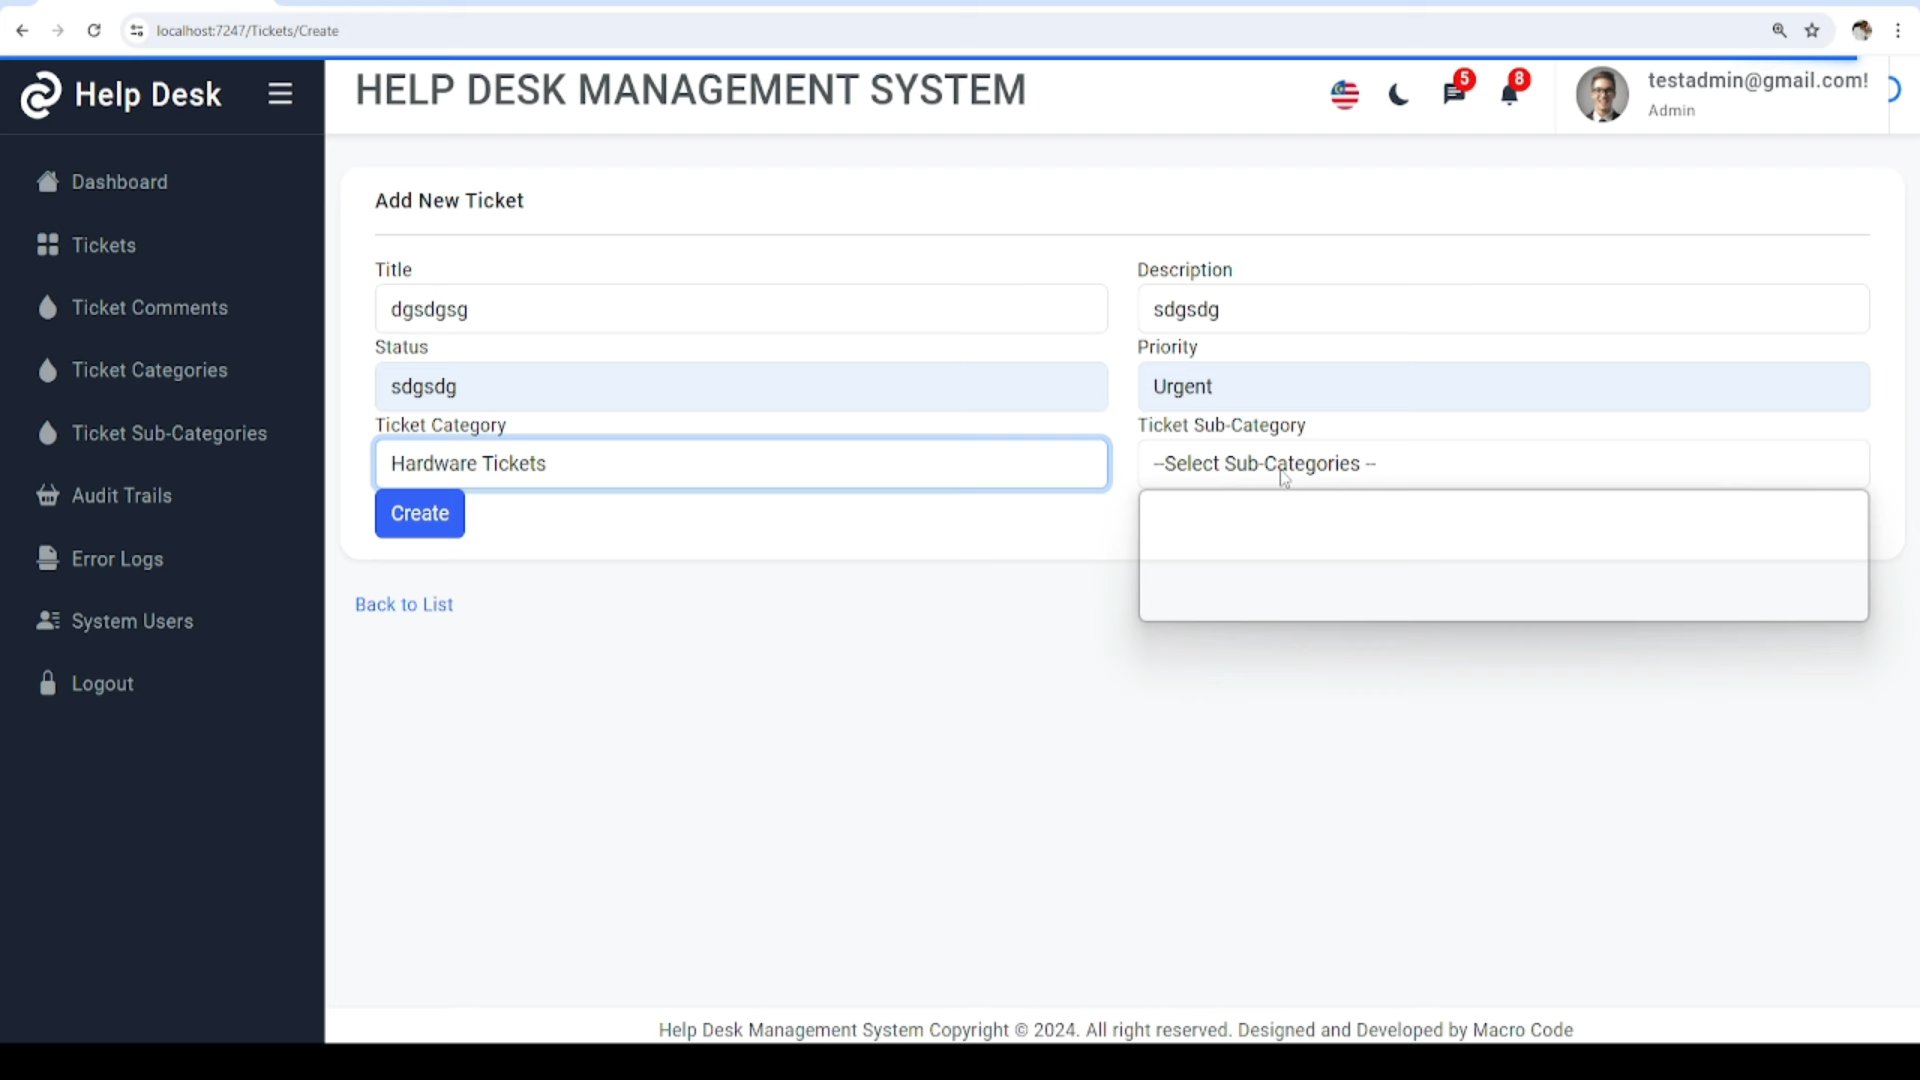 localhost:7247/Tickets/Create
Help Desk
HELP DESK MANAGEMENT SYSTEM
5
8
testadmin@gmail.com!
Admin
Dashboard
Tickets
Ticket Comments
Ticket Categories
Ticket Sub-Categories
Audit Trails
Error Logs
System Users
Logout
Add New Ticket
Title
Description
dgsdgsg
sdgsdg
Status
Priority
sdgsdg
Urgent
Ticket Category
Ticket Sub-Category
Hardware Tickets
--Select Sub-Categories --
Create
Back to List
Help Desk Management System Copyright © 2024. All right reserved. Designed and Developed by Macro Code